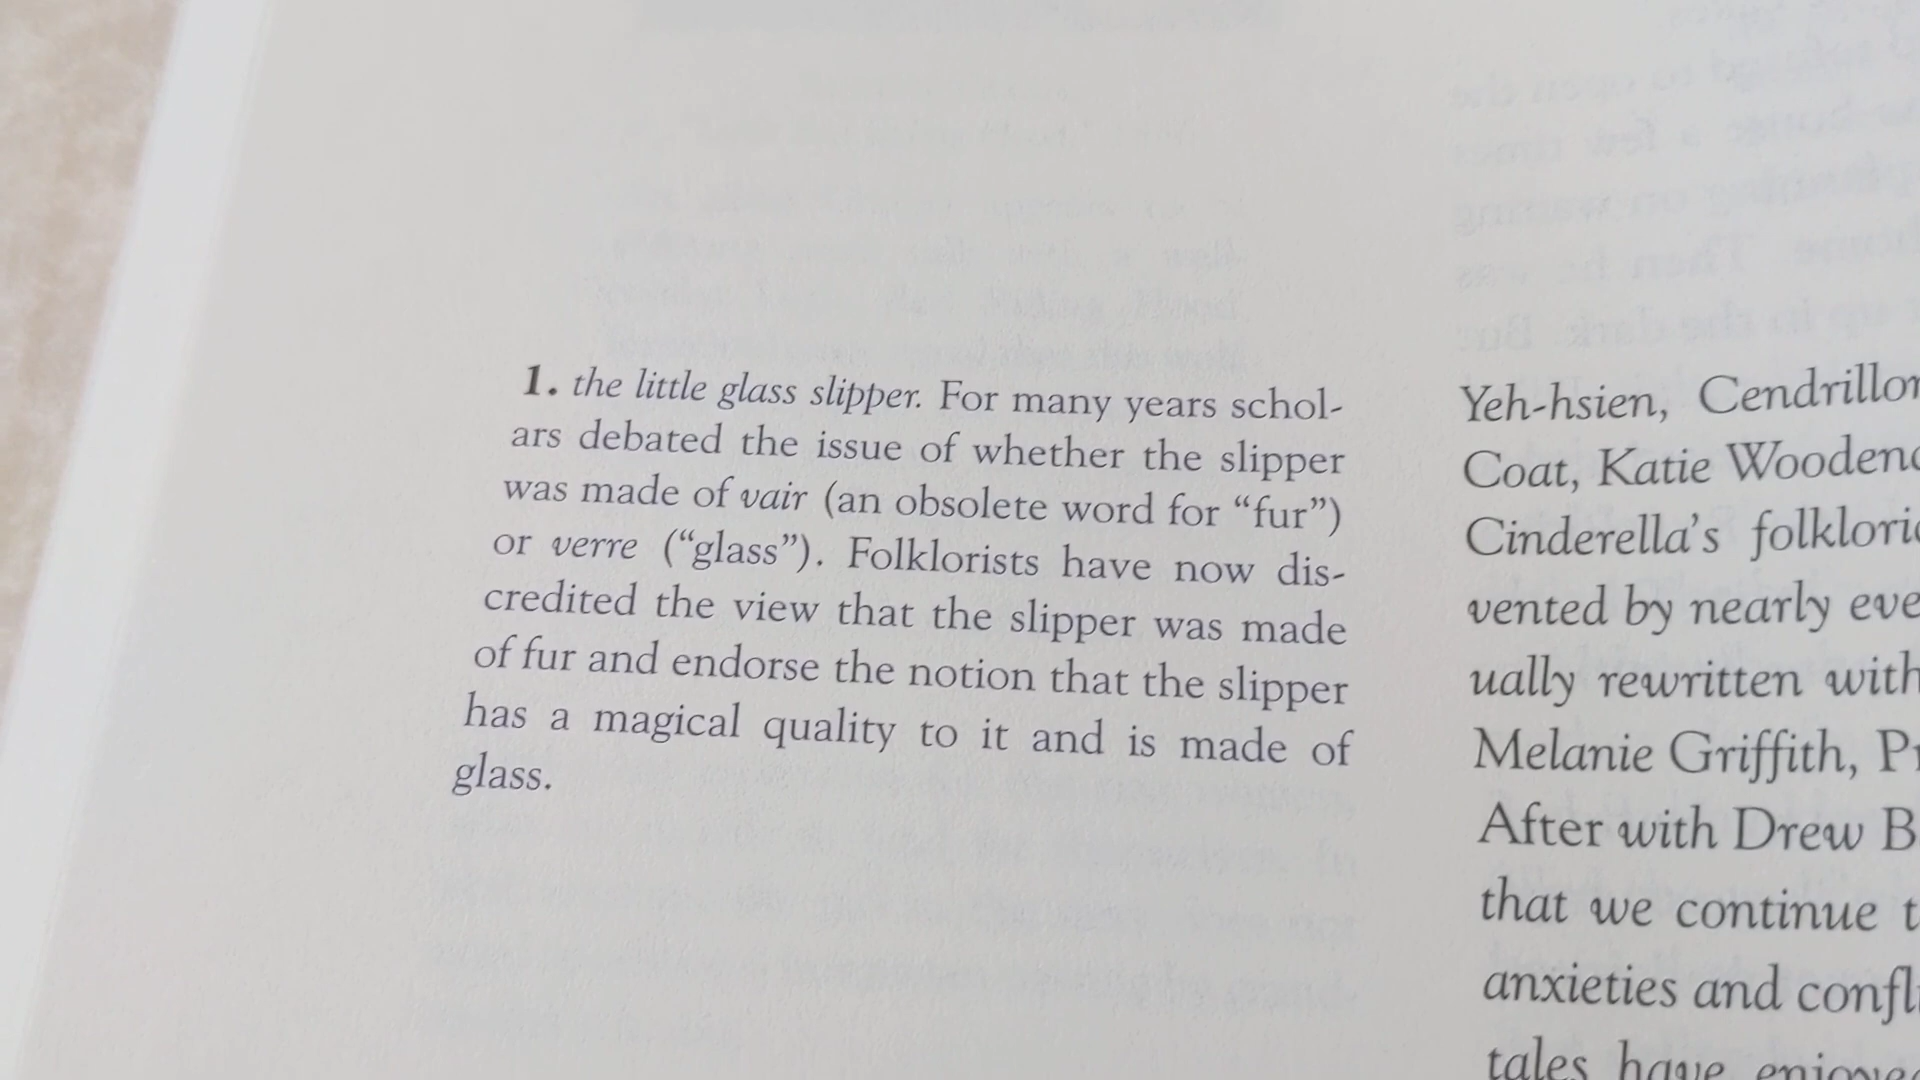 1. the little glass slipper. For many years schol-
ars debated the issue of whether the slipper
was made of vair (an obsolete word for “fur”)
or verre (“glass”). Folklorists have now dis-
credited the view that the slipper was made
of fur and endorse the notion that the slipper
has a magical quality to it and is made of
glass.
Yeh-hsien, Cendrillon
Coat, Katie Woodenc
Cinderella’s folkloric
vented by nearly eve
ually rewritten with
Melanie Griffith, Pr
After with Drew B
that we continue t
anxieties and confl
tales have enjoyed